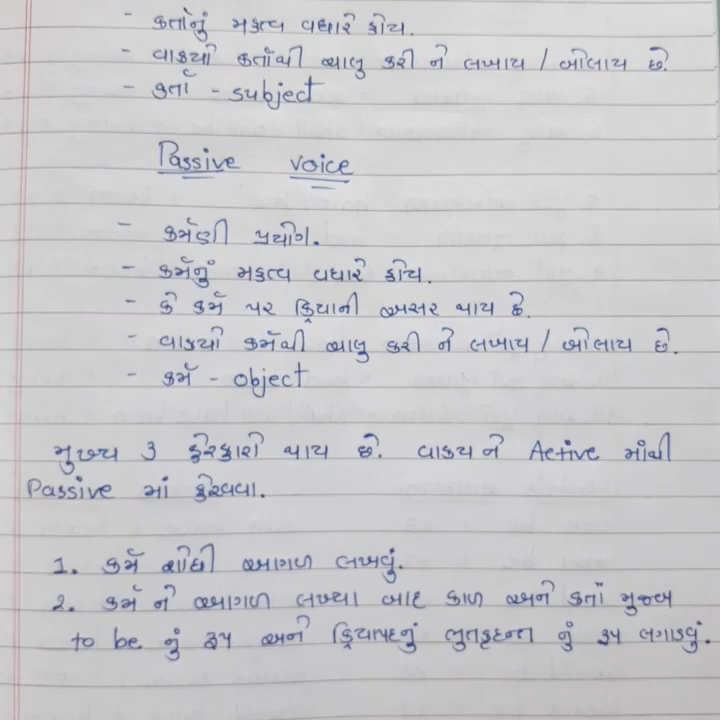 - કર્તાનું મહત્વ વધારે હોય.
- વાક્યો કર્તાથી ચાલુ કરી ને લખાય / બોલાય છે.
- કર્તા - subject
Passive voice
- કર્મણી પ્રયોગ.
- કર્મનું મહત્વ વધારે હોય.
- કે કર્મ પર ક્રિયાની અસર થાય છે.
- વાક્યો કર્મથી ચાલુ કરી ને લખાય / બોલાય છે.
- કર્મ - object
મુખ્ય 3 ફેરફારો થાય છે. વાક્ય ને Active માંથી
Passive માં ફેરવવા.
1. કર્મ શોધી આગળ લખવું.
2. કર્મ ને આગળ લખ્યા બાદ કાળ અને કર્તા મુજબ
to be નું રૂપ અને ક્રિયાપદનું ભુતકૃદન્ત નું રૂપ લગાડવું.